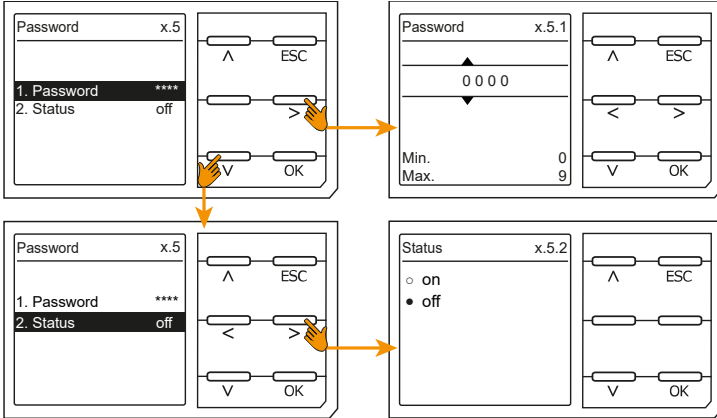 Password x.5
∧ ESC
1. Password ****
2. Status off
>
∨ OK
Password x.5.1
∧ ESC
0 0 0 0
< >
Min. 0
∨ OK
Max. 9
Password x.5
∧ ESC
1. Password ****
2. Status off
< >
∨ OK
Status x.5.2
∧ ESC
○ on
● off
∨ OK